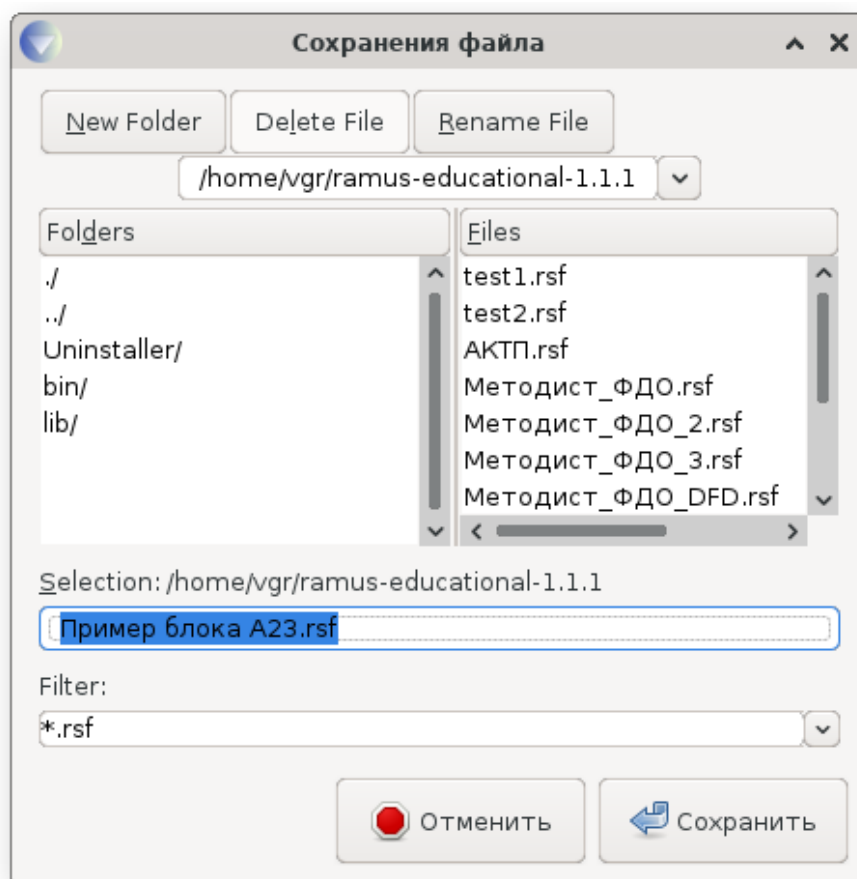 Сохранения файла
New Folder Delete File Rename File
/home/vgr/ramus-educational-1.1.1
Folders
./
../
Uninstaller/
bin/
lib/
Files
test1.rsf
test2.rsf
АКТП.rsf
Методист_ФДО.rsf
Методист_ФДО_2.rsf
Методист_ФДО_3.rsf
Методист_ФДО_DFD.rsf
Selection: /home/vgr/ramus-educational-1.1.1
Пример блока А23.rsf
Filter:
*.rsf
Отменить Сохранить